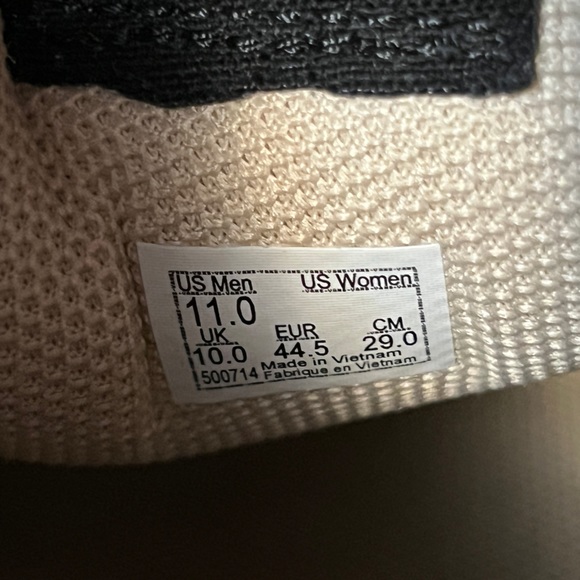 US Men US Women
11.0
UK EUR CM
10.0 44.5 29.0
Made in Vietnam
500714 Fabrique en Vietnam